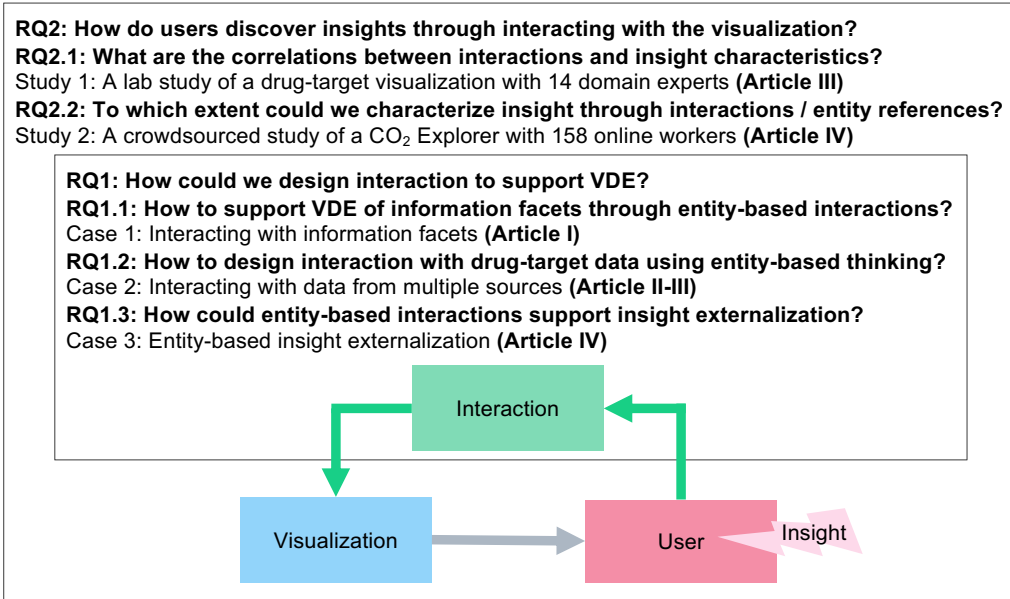 RQ2: How do users discover insights through interacting with the visualization?
RQ2.1: What are the correlations between interactions and insight characteristics?
Study 1: A lab study of a drug-target visualization with 14 domain experts (Article III)
RQ2.2: To which extent could we characterize insight through interactions / entity references?
Study 2: A crowdsourced study of a CO₂ Explorer with 158 online workers (Article IV)
RQ1: How could we design interaction to support VDE?
RQ1.1: How to support VDE of information facets through entity-based interactions?
Case 1: Interacting with information facets (Article I)
RQ1.2: How to design interaction with drug-target data using entity-based thinking?
Case 2: Interacting with data from multiple sources (Article II-III)
RQ1.3: How could entity-based interactions support insight externalization?
Case 3: Entity-based insight externalization (Article IV)
Interaction
Visualization
User
Insight